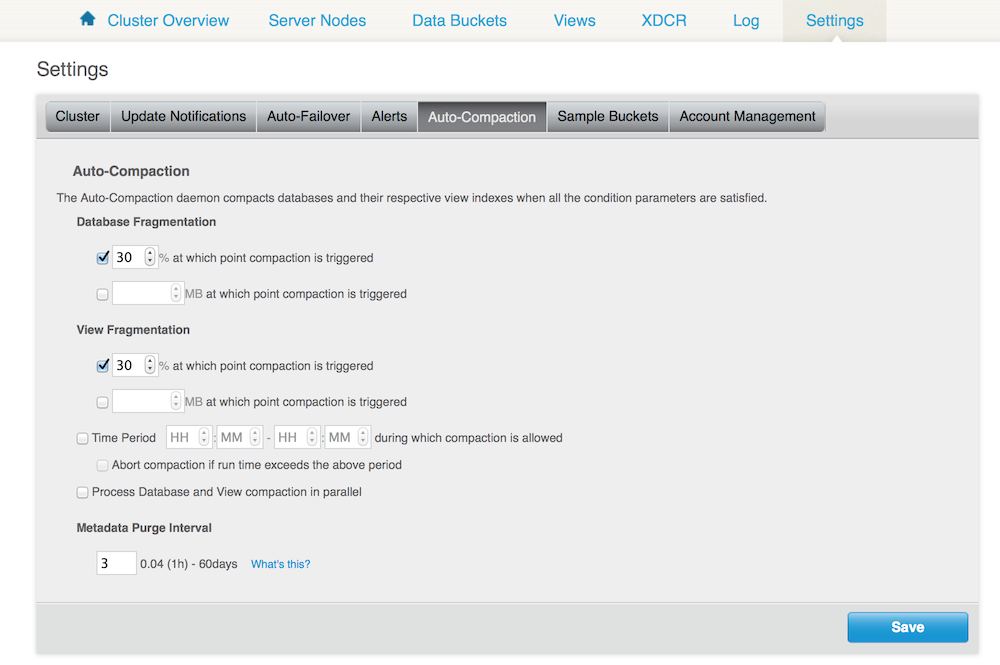 Cluster Overview Server Nodes Data Buckets Views XDCR Log Settings
Settings
Cluster Update Notifications Auto-Failover Alerts Auto-Compaction Sample Buckets Account Management
Auto-Compaction
The Auto-Compaction daemon compacts databases and their respective view indexes when all the condition parameters are satisfied.
Database Fragmentation
30 % at which point compaction is triggered
MB at which point compaction is triggered
View Fragmentation
30 % at which point compaction is triggered
MB at which point compaction is triggered
Time Period HH : MM - HH : MM during which compaction is allowed
Abort compaction if run time exceeds the above period
Process Database and View compaction in parallel
Metadata Purge Interval
3 0.04 (1h) - 60days What's this?
Save